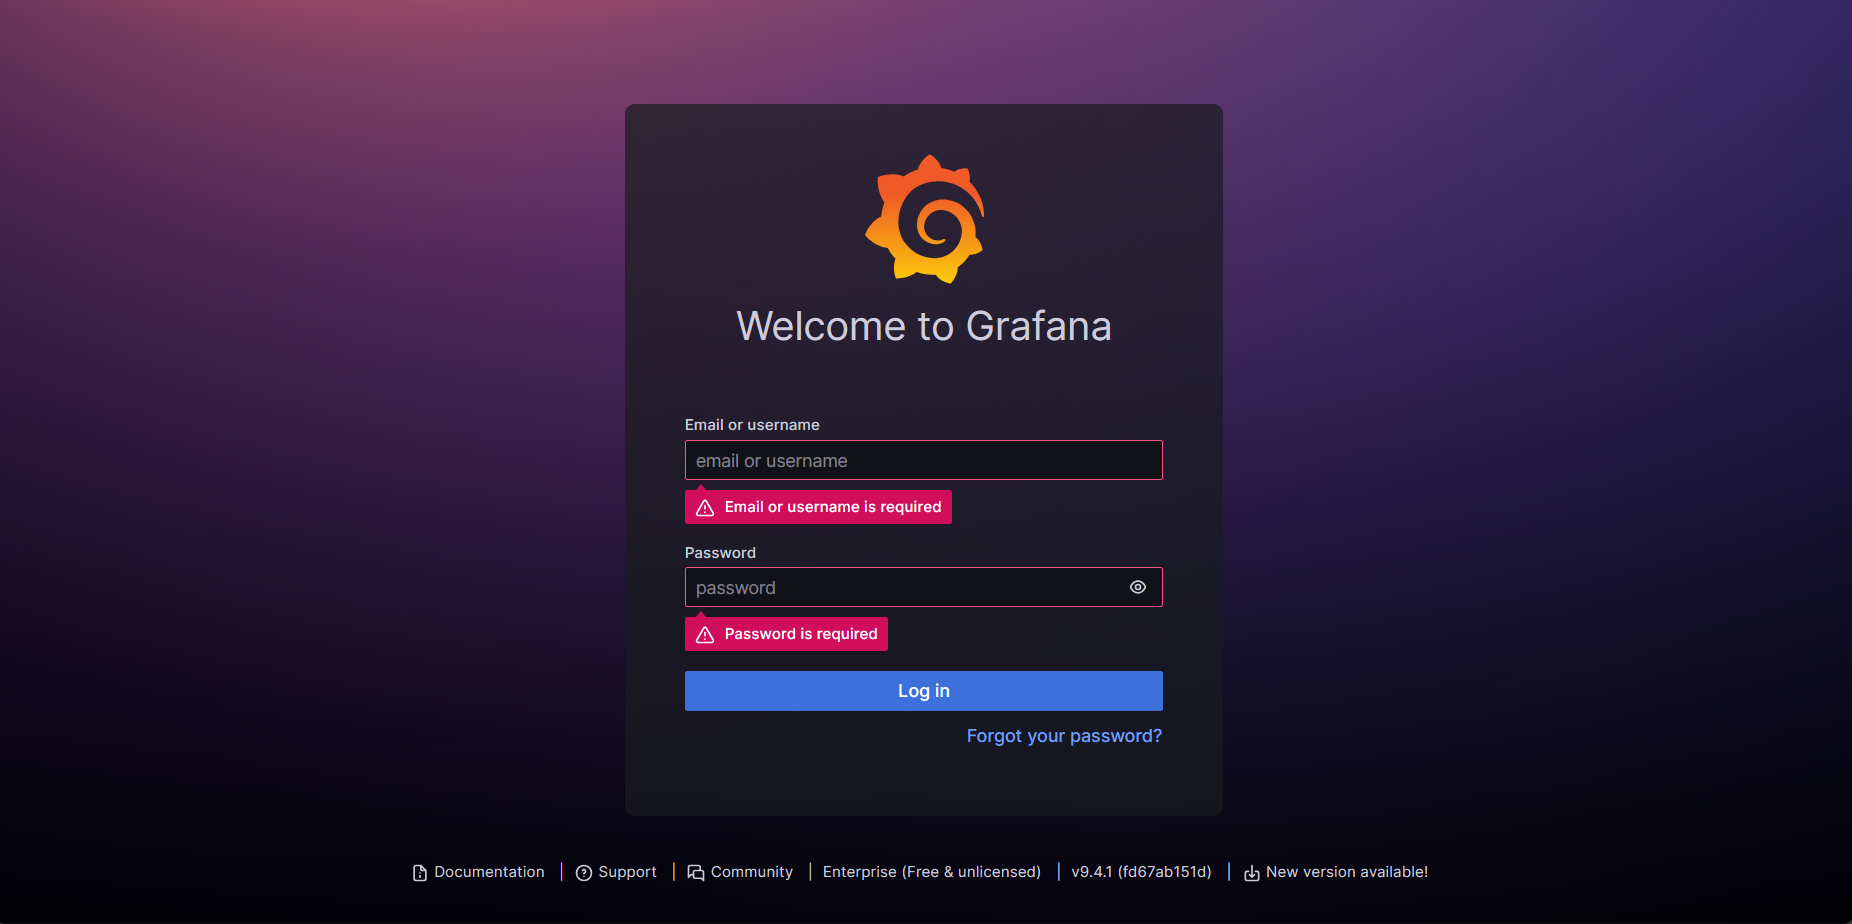 Welcome to Grafana
Email or username
email or username
Email or username is required
Password
password
Password is required
Log in
Forgot your password?
Documentation | Support | Community | Enterprise (Free & unlicensed) | v9.4.1 (fd67ab151d) | New version available!